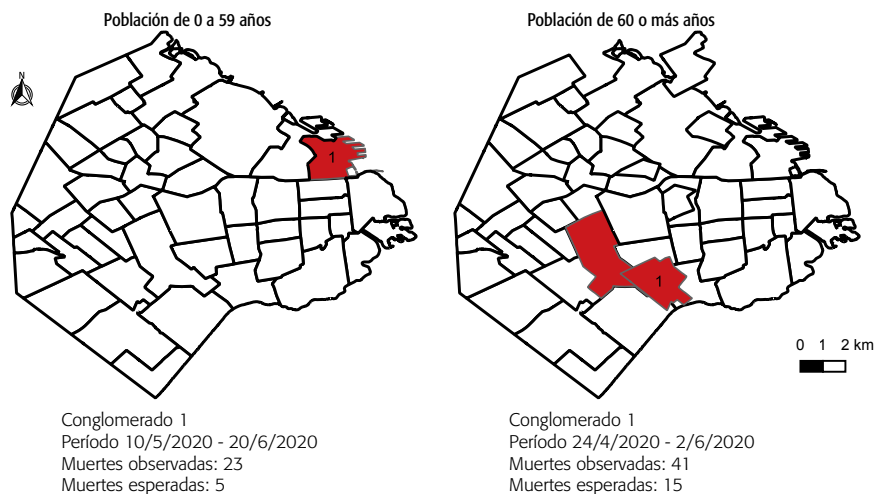 Población de 0 a 59 años
N
1
Conglomerado 1
Período 10/5/2020 - 20/6/2020
Muertes observadas: 23
Muertes esperadas: 5
Población de 60 o más años
1
0 1 2 km
Conglomerado 1
Período 24/4/2020 - 2/6/2020
Muertes observadas: 41
Muertes esperadas: 15